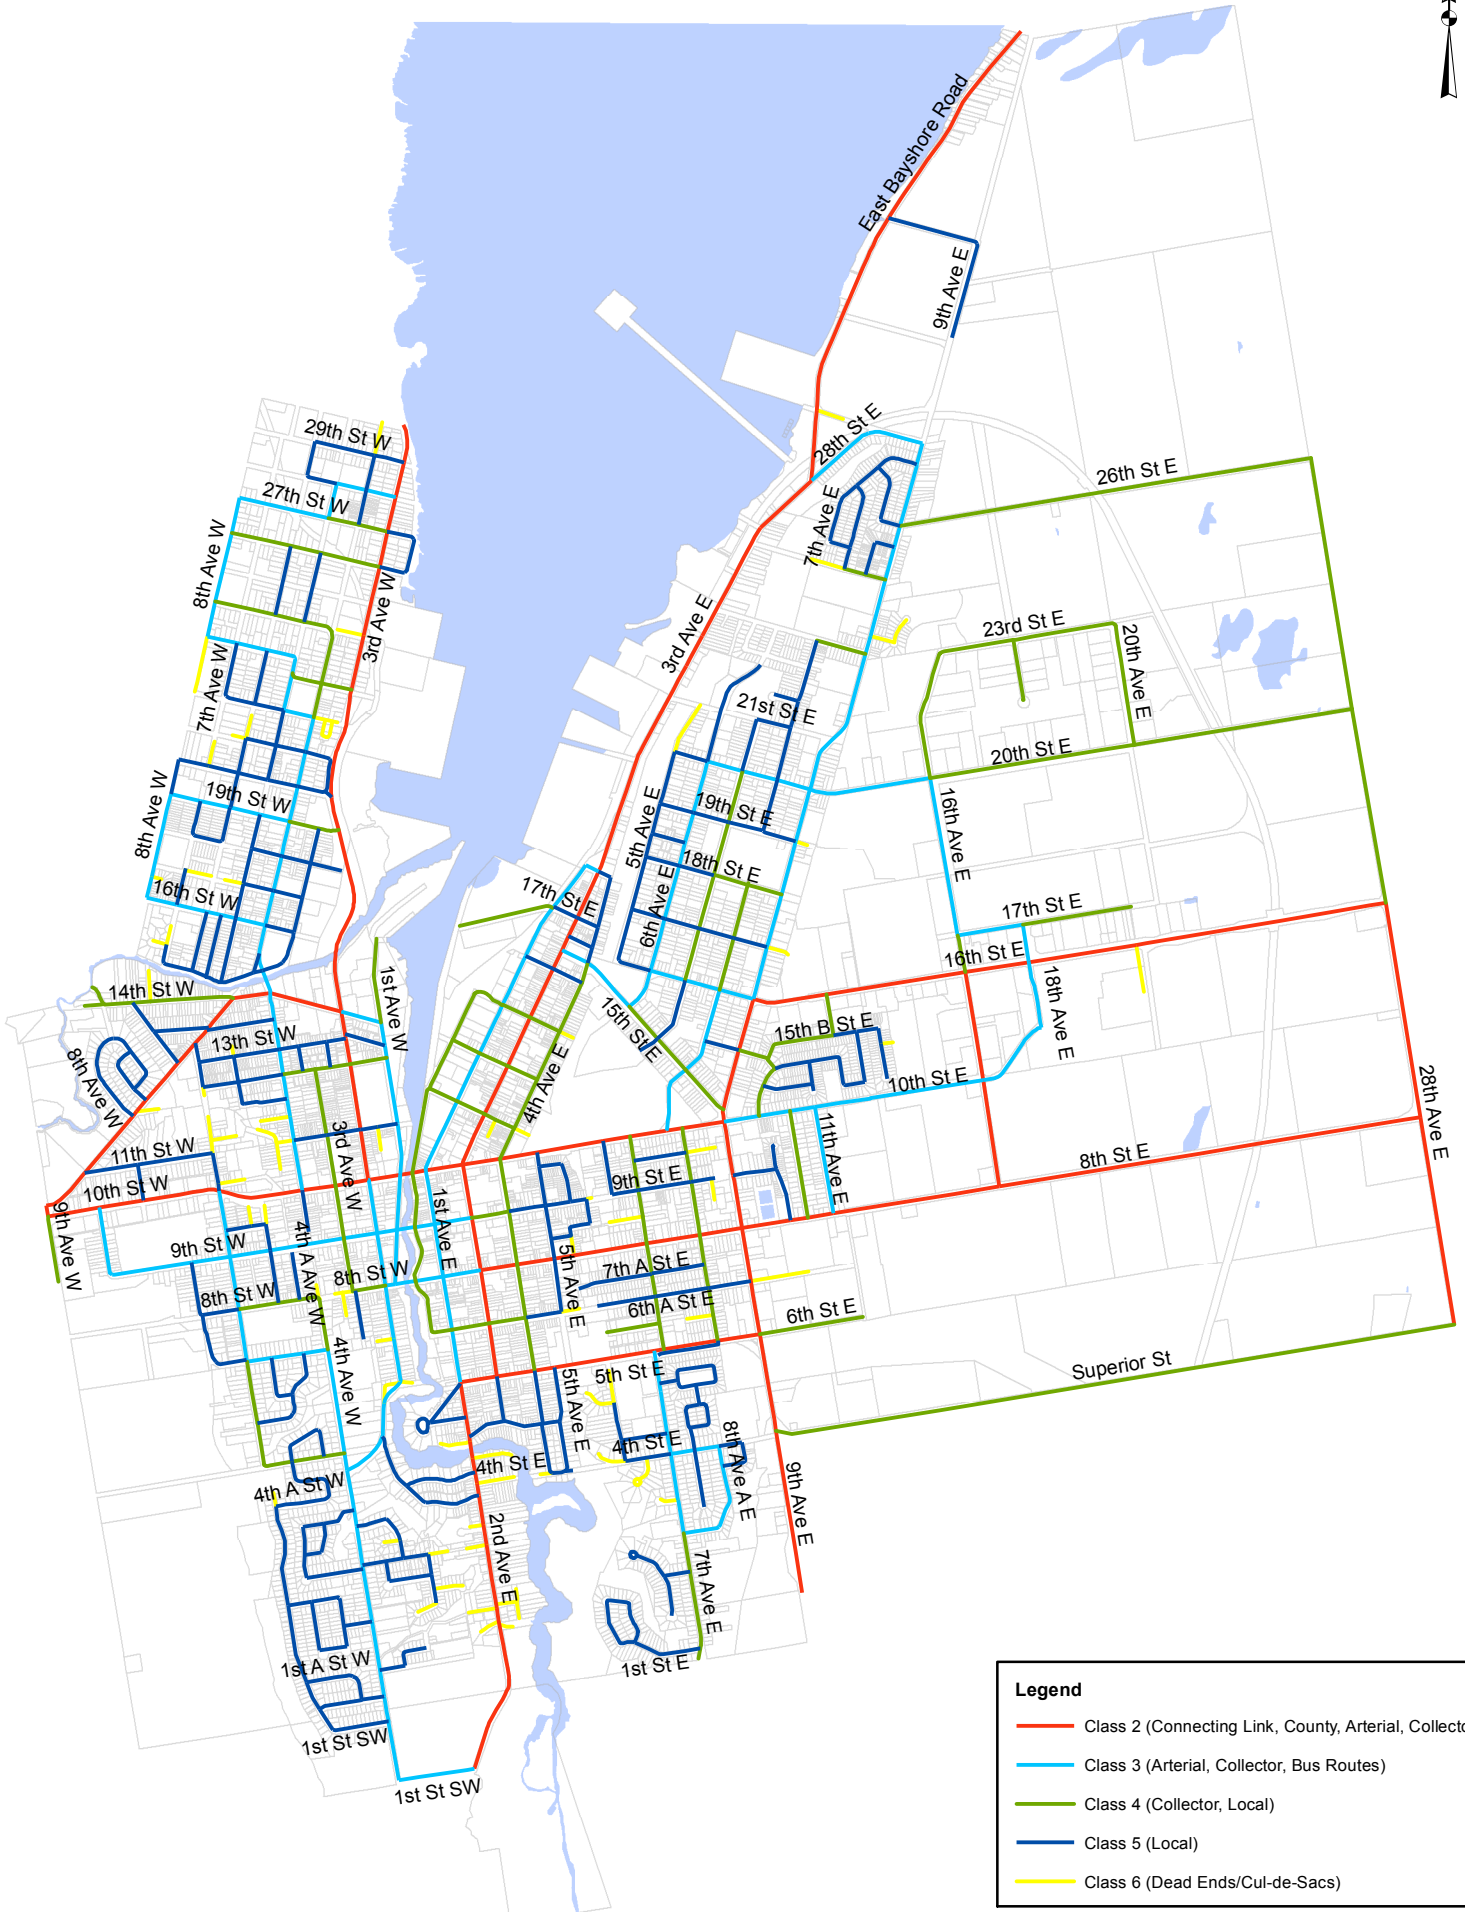 East Bayshore Road
9th Ave E
29th St W
28th St E
26th St E
27th St W
7th Ave E
8th Ave W
3rd Ave W
3rd Ave E
23rd St E
20th Ave E
7th Ave W
21st St E
20th St E
19th St W
19th St E
16th Ave E
8th Ave W
5th Ave E
18th St E
16th St W
17th St E
6th Ave E
17th St E
16th St E
14th St W
1st Ave W
15th St E
15th B St E
18th Ave E
13th St W
8th Ave W
4th Ave E
10th St E
28th Ave E
11th St W
3rd Ave W
11th Ave E
8th St E
10th St W
9th St E
9th Ave W
1st Ave E
9th St W
4th A Ave W
5th Ave E
7th A St E
8th St W
8th St W
6th A St E
6th St E
4th Ave W
5th St E
5th Ave E
Superior St
4th St E
8th Ave A E
4th A St W
4th St E
9th Ave E
2nd Ave E
7th Ave E
1st A St W
1st St E
1st St SW
1st St SW
Legend
Class 2 (Connecting Link, County, Arterial, Collecto
Class 3 (Arterial, Collector, Bus Routes)
Class 4 (Collector, Local)
Class 5 (Local)
Class 6 (Dead Ends/Cul-de-Sacs)